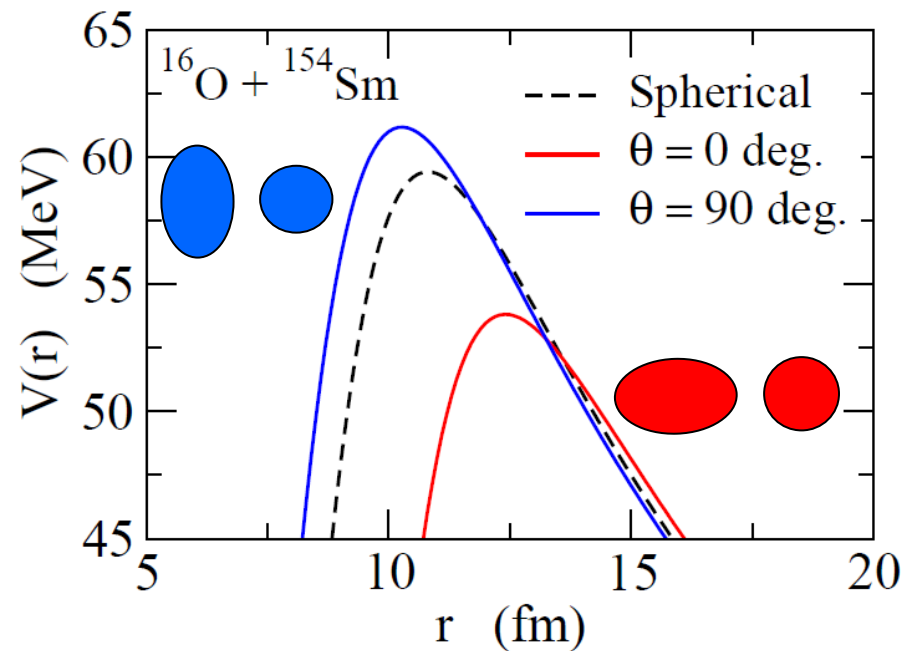 65
60
55
50
45
V(r) (MeV)
¹⁶O + ¹⁵⁴Sm
Spherical
θ = 0 deg.
θ = 90 deg.
5 10 15 20
r (fm)